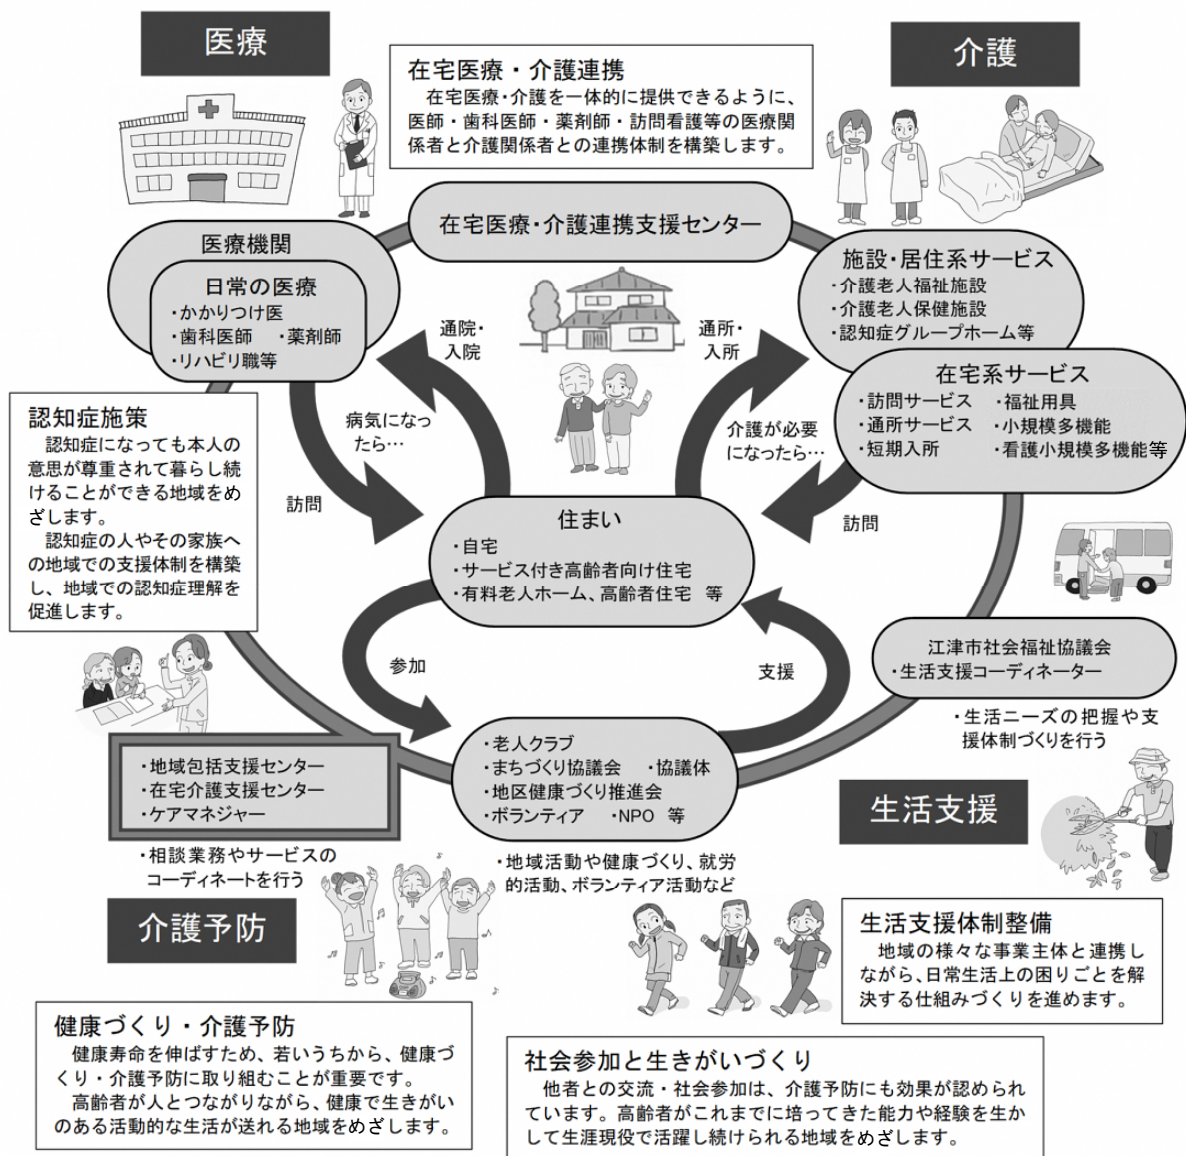 医療
介護
在宅医療・介護連携
在宅医療・介護を一体的に提供できるように、
医師・歯科医師・薬剤師・訪問看護等の医療関
係者と介護関係者との連携体制を構築します。
在宅医療・介護連携支援センター
医療機関
日常の医療
・かかりつけ医
・歯科医師 ・薬剤師
・リハビリ職等
施設・居住系サービス
・介護老人福祉施設
・介護老人保健施設
・認知症グループホーム等
在宅系サービス
・訪問サービス ・福祉用具
・通所サービス ・小規模多機能
・短期入所 ・看護小規模多機能等
通院・
入院
通所・
入所
病気になっ
たら…
介護が必要
になったら…
訪問
訪問
認知症施策
認知症になっても本人の
意思が尊重されて暮らし続
けることができる地域をめ
ざします。
認知症の人やその家族へ
の地域での支援体制を構築
し、地域での認知症理解を
促進します。
住まい
・自宅
・サービス付き高齢者向け住宅
・有料老人ホーム、高齢者住宅 等
参加
支援
江津市社会福祉協議会
・生活支援コーディネーター
・生活ニーズの把握や支
援体制づくりを行う
・地域包括支援センター
・在宅介護支援センター
・ケアマネジャー
・相談業務やサービスの
コーディネートを行う
・老人クラブ
・まちづくり協議会 ・協議体
・地区健康づくり推進会
・ボランティア ・NPO 等
・地域活動や健康づくり、就労
的活動、ボランティア活動など
生活支援
介護予防
生活支援体制整備
地域の様々な事業主体と連携し
ながら、日常生活上の困りごとを解
決する仕組みづくりを進めます。
健康づくり・介護予防
健康寿命を伸ばすため、若いうちから、健康づ
くり・介護予防に取り組むことが重要です。
高齢者が人とつながりながら、健康で生きがい
のある活動的な生活が送れる地域をめざします。
社会参加と生きがいづくり
他者との交流・社会参加は、介護予防にも効果が認められ
ています。高齢者がこれまでに培ってきた能力や経験を生か
して生涯現役で活躍し続けられる地域をめざします。